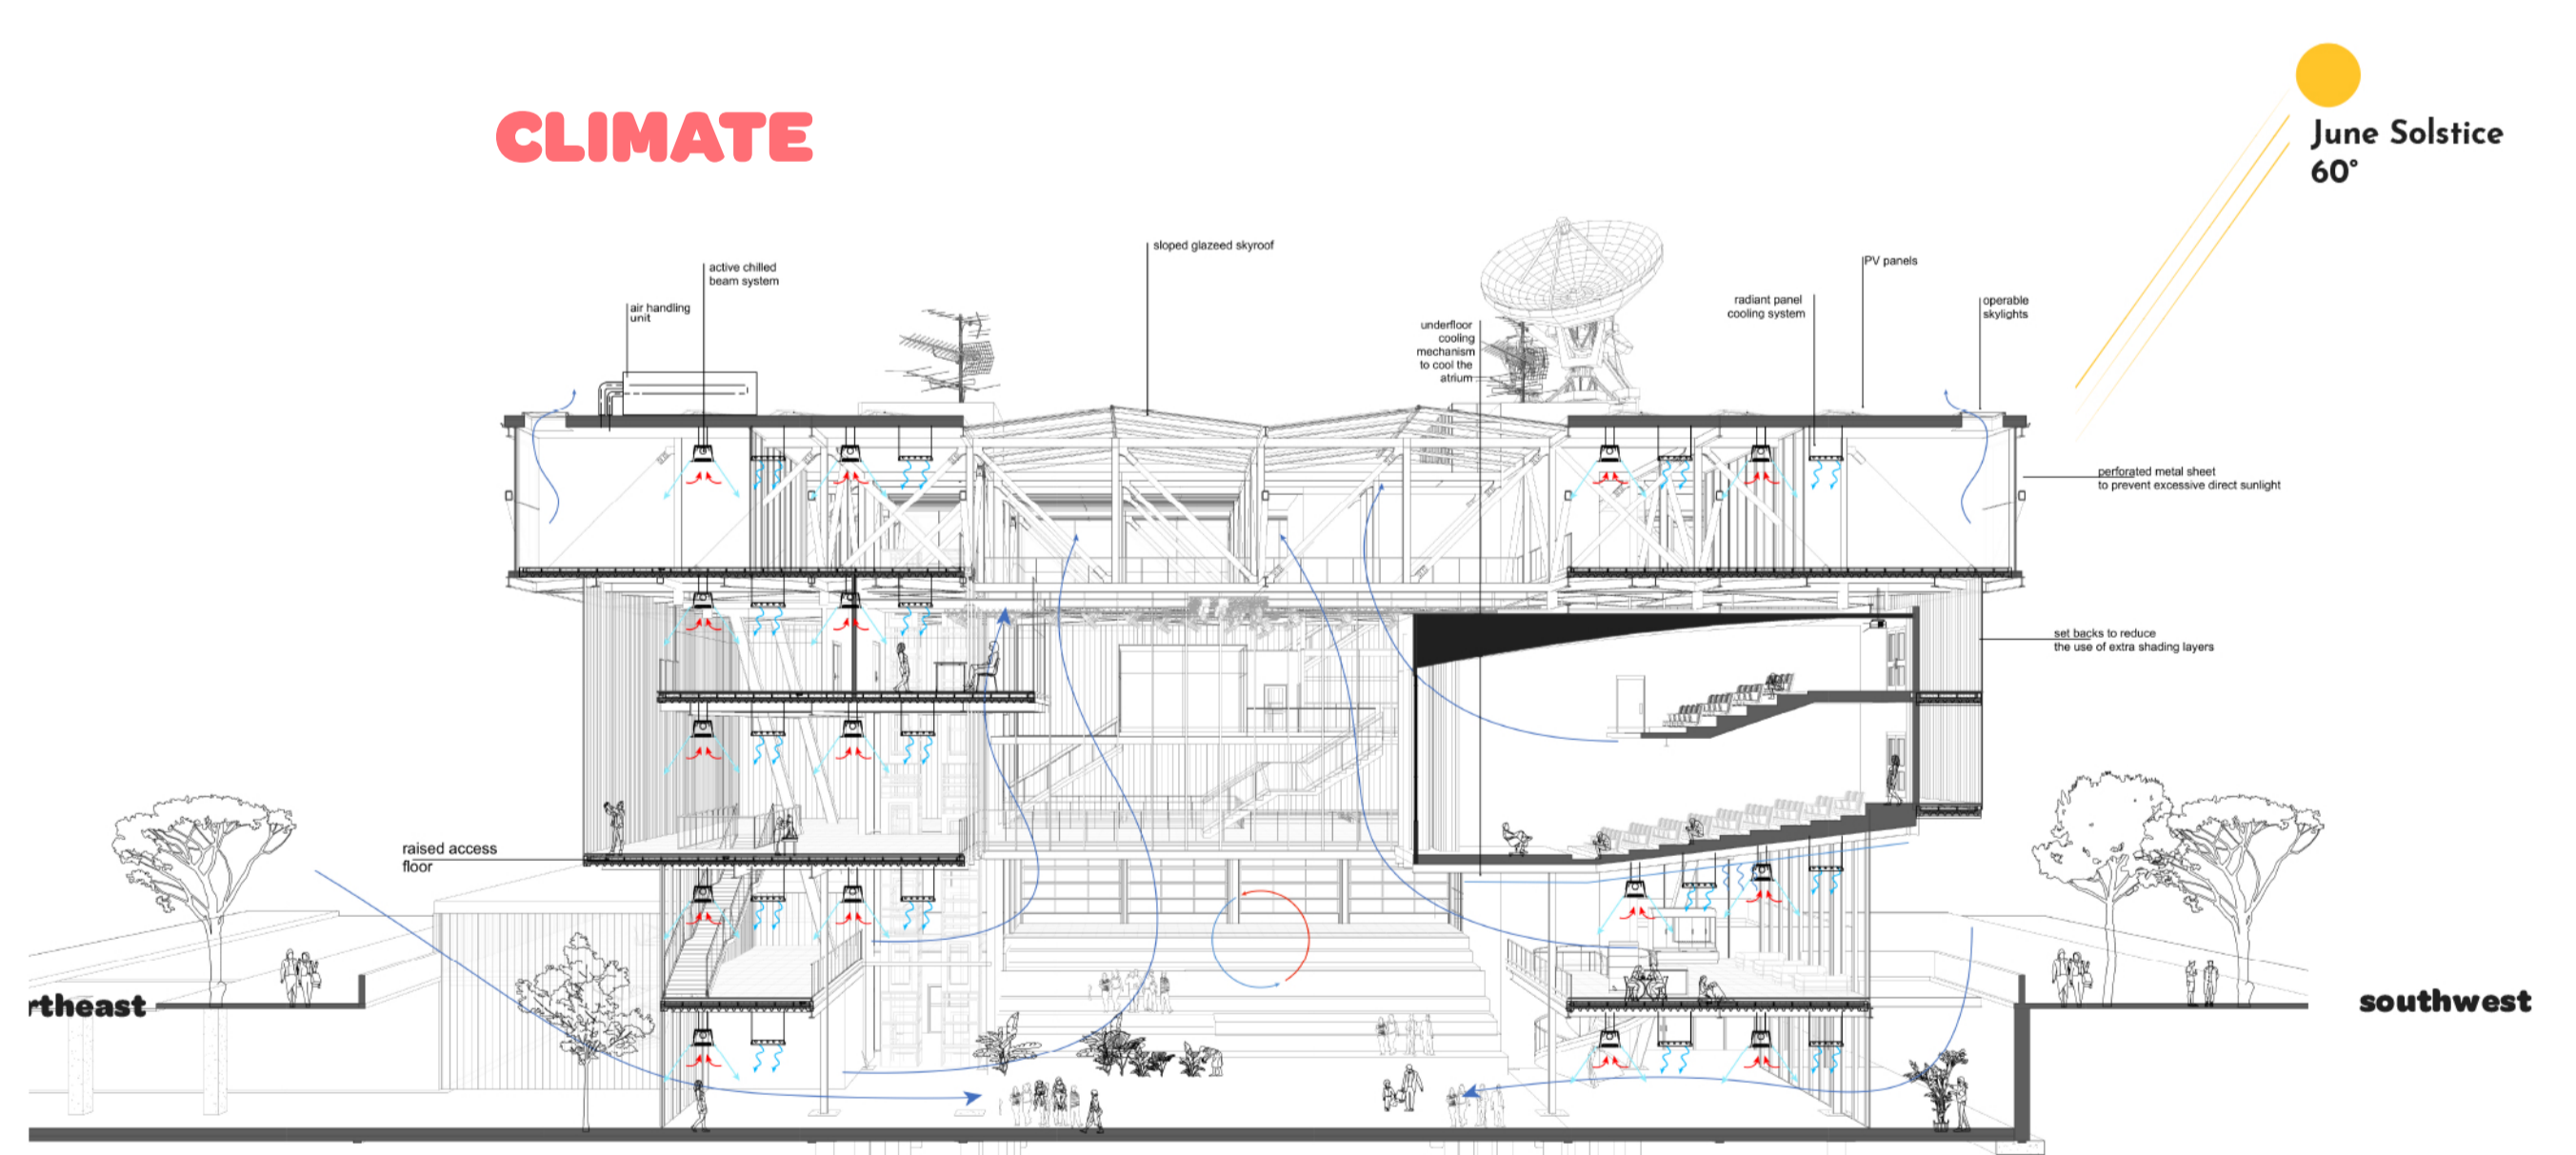 CLIMATE
June Solstice
60°
sloped glazeed skyroof
active chilled
beam system
air handling
unit
PV panels
radiant panel
cooling system
operable
skylights
underfloor
cooling
mechanism
to cool the
atrium
perforated metal sheet
to prevent excessive direct sunlight
set backs to reduce
the use of extra shading layers
raised access
floor
rtheast
southwest